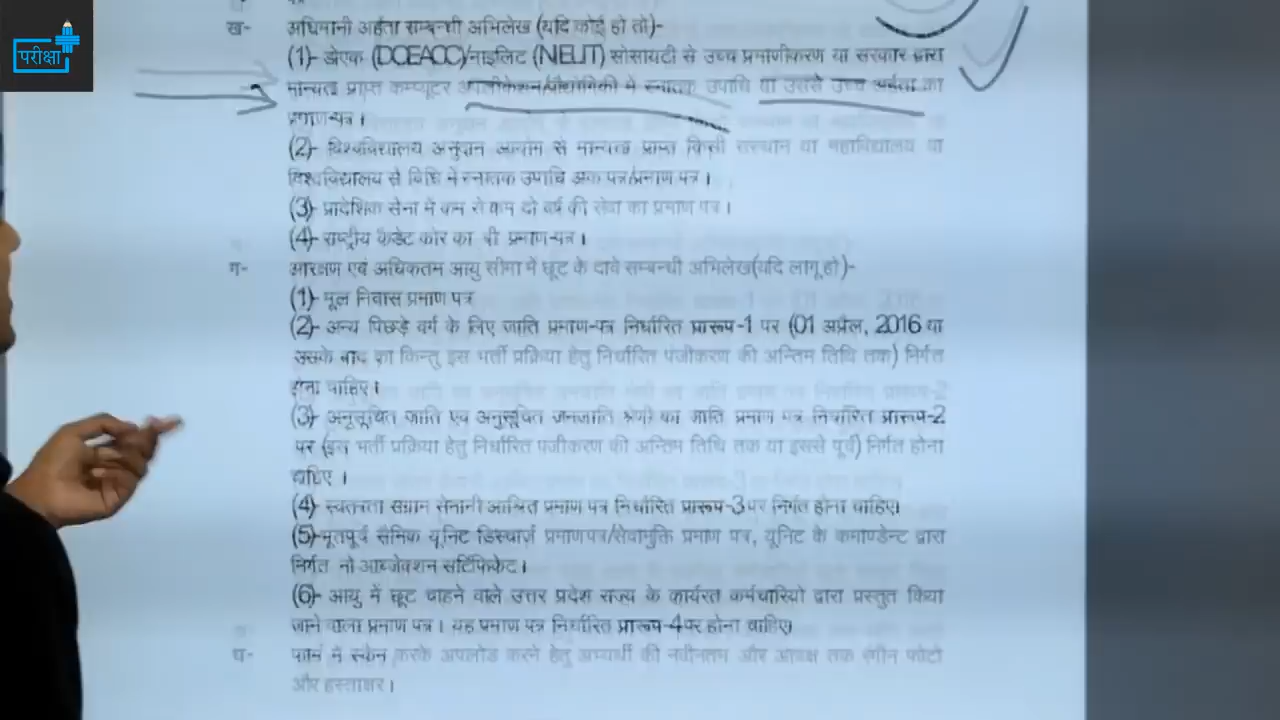 परीक्षा
ख- अधिमानी अर्हता सम्बन्धी अभिलेख (यदि कोई हो तो)-
(1)- डोएक (DOEACC)/नाइलिट (NIELIT) सोसायटी से उच्च प्रमाणीकरण या सरकार द्वारा
मान्यता प्राप्त कम्प्यूटर अप्लीकेशन/प्रौद्योगिकी में स्नातक उपाधि या उससे उच्च अर्हता का
प्रमाण-पत्र।
(2)- विश्वविद्यालय अनुदान आयोग से मान्यता प्राप्त किसी संस्थान या महाविद्यालय या
विश्वविद्यालय से विधि में स्नातक उपाधि अंक पत्र/प्रमाण पत्र।
(3)- प्रादेशिक सेना में कम से कम दो वर्ष की सेवा का प्रमाण पत्र।
(4)- राष्ट्रीय कैडेट कोर का बी प्रमाण-पत्र।
ग- आरक्षण एवं अधिकतम आयु सीमा में छूट के दावे सम्बन्धी अभिलेख(यदि लागू हो)-
(1)- मूल निवास प्रमाण पत्र
(2)- अन्य पिछड़े वर्ग के लिए जाति प्रमाण-पत्र निर्धारित प्रारूप-1 पर (01 अप्रैल, 2016 या
उसके बाद का किन्तु इस भर्ती प्रक्रिया हेतु निर्धारित पंजीकरण की अन्तिम तिथि तक) निर्गत
होना चाहिए।
(3)- अनुसूचित जाति एवं अनुसूचित जनजाति श्रेणी का जाति प्रमाण पत्र निर्धारित प्रारूप-2
पर (इस भर्ती प्रक्रिया हेतु निर्धारित पंजीकरण की अन्तिम तिथि तक या इससे पूर्व) निर्गत होना
चाहिए ।
(4)- स्वतंत्रता संग्राम सेनानी आश्रित प्रमाण पत्र निर्धारित प्रारूप-3 पर निर्गत होना चाहिए।
(5)-भूतपूर्व सैनिक यूनिट डिस्चार्ज प्रमाणपत्र/सेवामुक्ति प्रमाण पत्र, यूनिट के कमाण्डेन्ट द्वारा
निर्गत नो आब्जेक्शन सर्टिफिकेट।
(6)- आयु में छूट चाहने वाले उत्तर प्रदेश राज्य के कार्यरत कर्मचारियों द्वारा प्रस्तुत किया
जाने वाला प्रमाण पत्र। यह प्रमाण पत्र निर्धारित प्रारूप-4 पर होना चाहिए।
घ- फार्म में स्कैन करके अपलोड करने हेतु अभ्यर्थी की नवीनतम और आवक्ष तक रंगीन फोटो
और हस्ताक्षर।